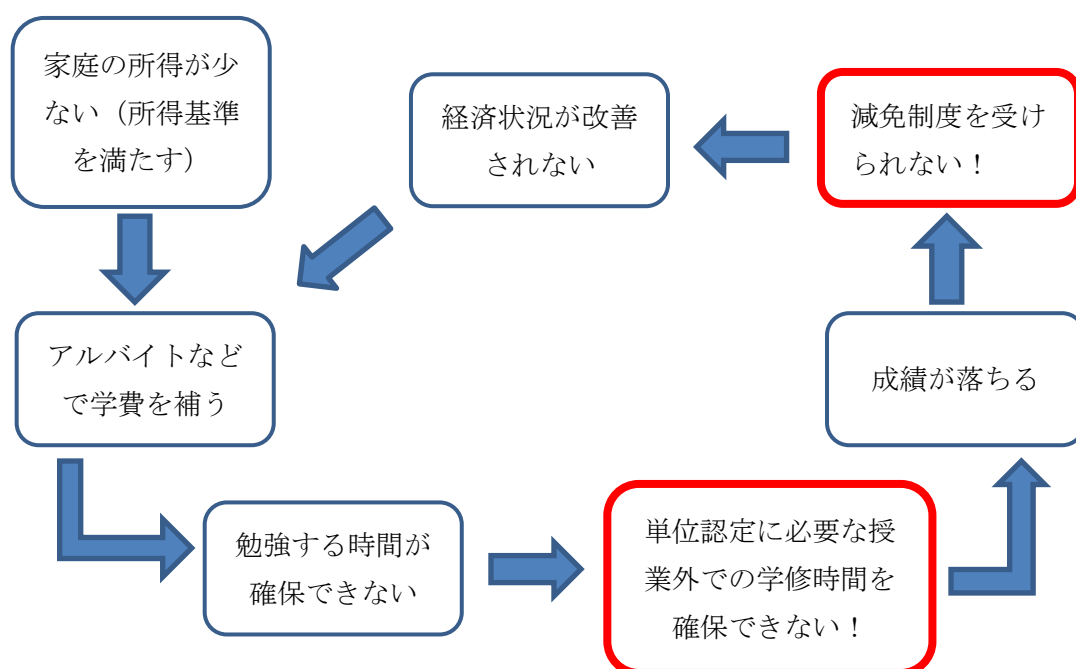 家庭の所得が少
ない（所得基準
を満たす）
アルバイトなど
で学費を補う
勉強する時間が
確保できない
単位認定に必要な授
業外での学修時間を
確保できない！
成績が落ちる
減免制度を受け
られない！
経済状況が改善
されない